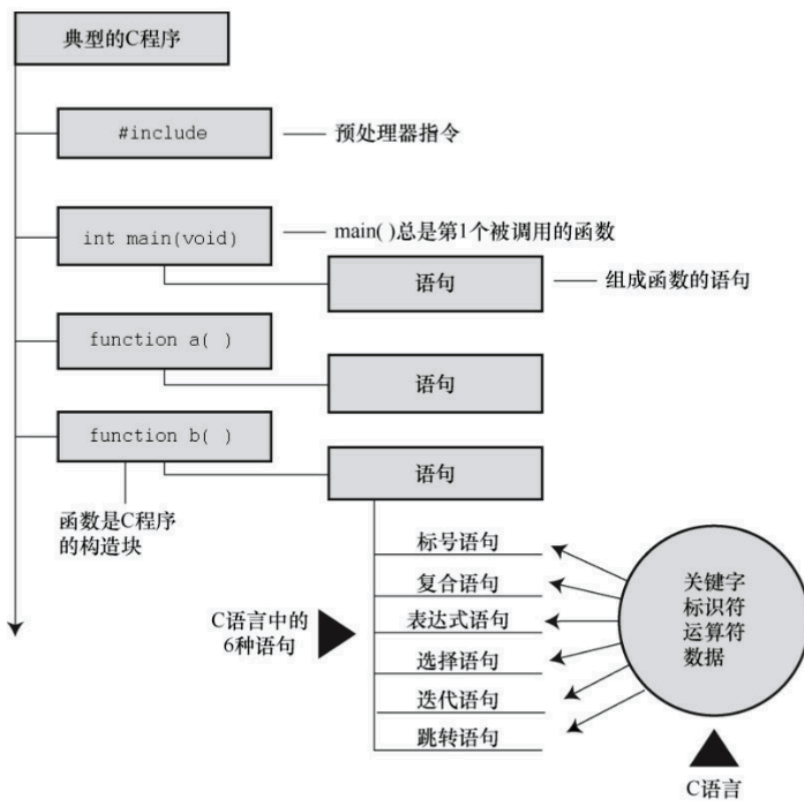 典型的C程序
#include
预处理器指令
int main(void)
main( )总是第1个被调用的函数
语句
组成函数的语句
function a( )
语句
function b( )
语句
函数是C程序
的构造块
标号语句
复合语句
表达式语句
选择语句
迭代语句
跳转语句
C语言中的
6种语句
关键字
标识符
运算符
数据
C语言